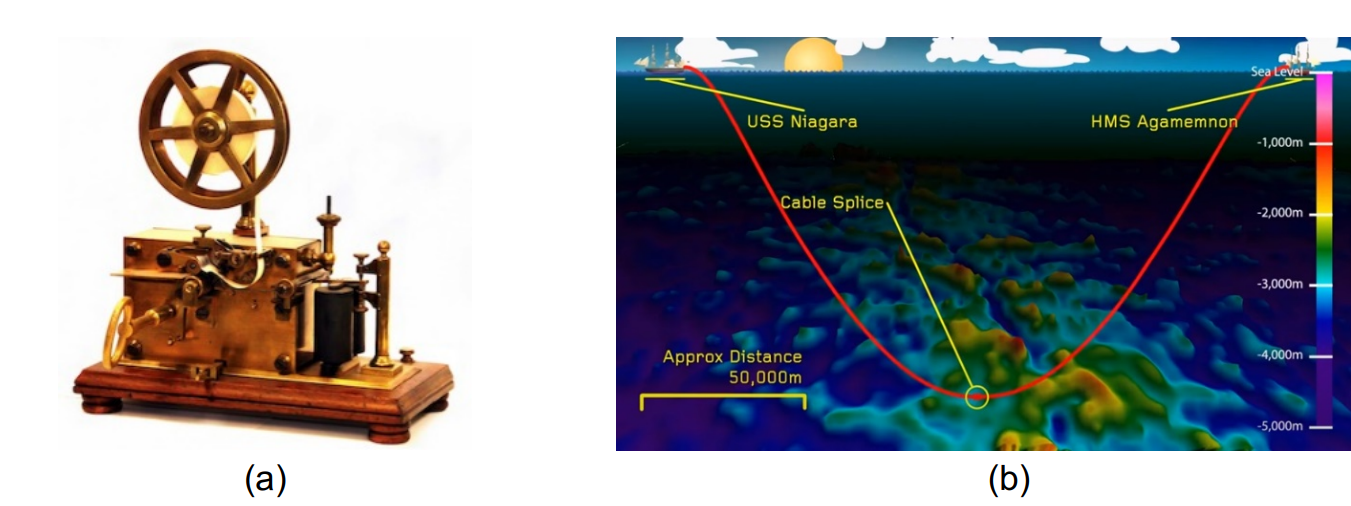 Sea Level
USS Niagara
HMS Agamemnon
-1,000m
Cable Splice
-2,000m
-3,000m
Approx Distance
50,000m
-4,000m
-5,000m
(a)
(b)